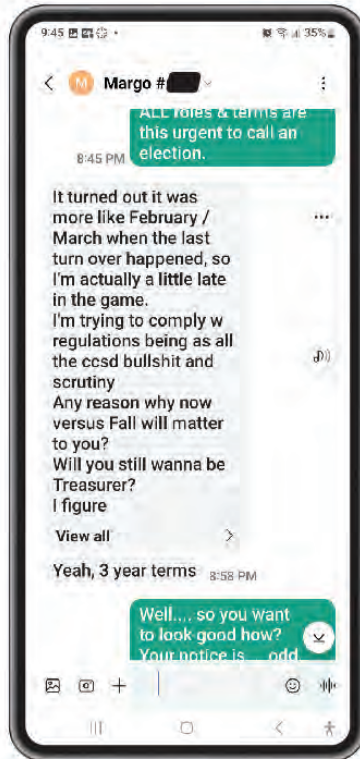 9:45
35%
M Margo #
ALL roles & terms are
this urgent to call an
election.
8:45 PM
It turned out it was
more like February /
March when the last
turn over happened, so
I'm actually a little late
in the game.
I'm trying to comply w
regulations being as all
the ccsd bullshit and
scrutiny
Any reason why now
versus Fall will matter
to you?
Will you still wanna be
Treasurer?
I figure
View all
Yeah, 3 year terms 8:58 PM
Well.... so you want
to look good how?
Your notice is.... odd.